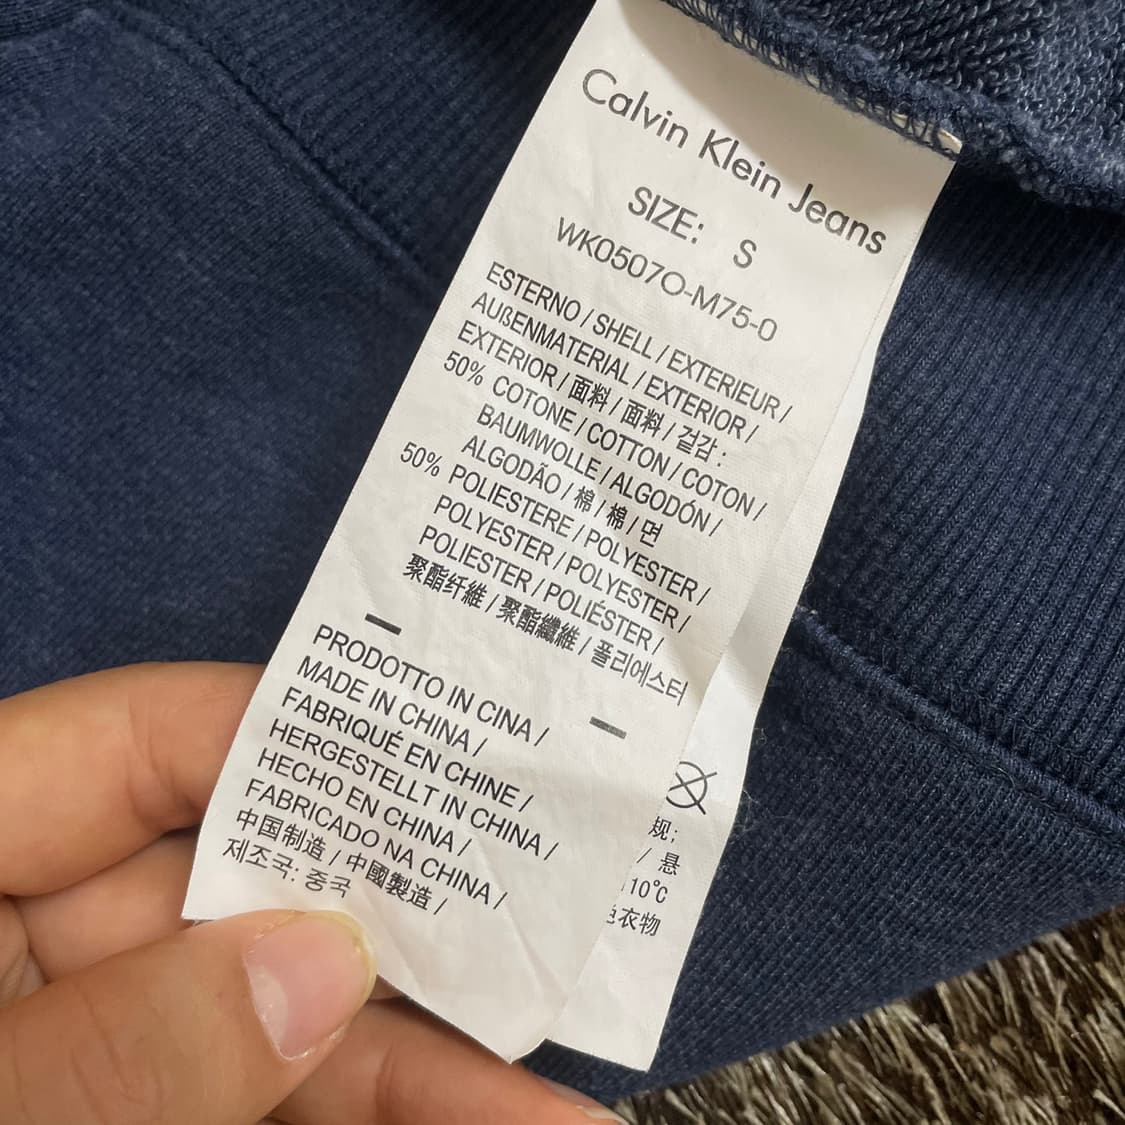 Calvin Klein Jeans
SIZE: S
WK0507O-M75-0
ESTERNO / SHELL / EXTERIEUR /
AUßENMATERIAL / EXTERIOR /
EXTERIOR / 面料 / 面料 / 겉감 :
50% COTONE / COTTON / COTON /
BAUMWOLLE / ALGODÓN /
ALGODÃO / 棉 / 棉 / 면
50% POLIESTERE / POLYESTER /
POLYESTER / POLYESTER /
POLIESTER / POLIÉSTER /
聚酯纤維 / 聚酯纖維 / 폴리에스터
PRODOTTO IN CINA /
MADE IN CHINA /
FABRIQUÉ EN CHINE /
HERGESTELLT IN CHINA /
HECHO EN CHINA /
FABRICADO NA CHINA /
中国制造 / 中國製造 /
제조국: 중국
规;
/ 悬
10℃
衣物